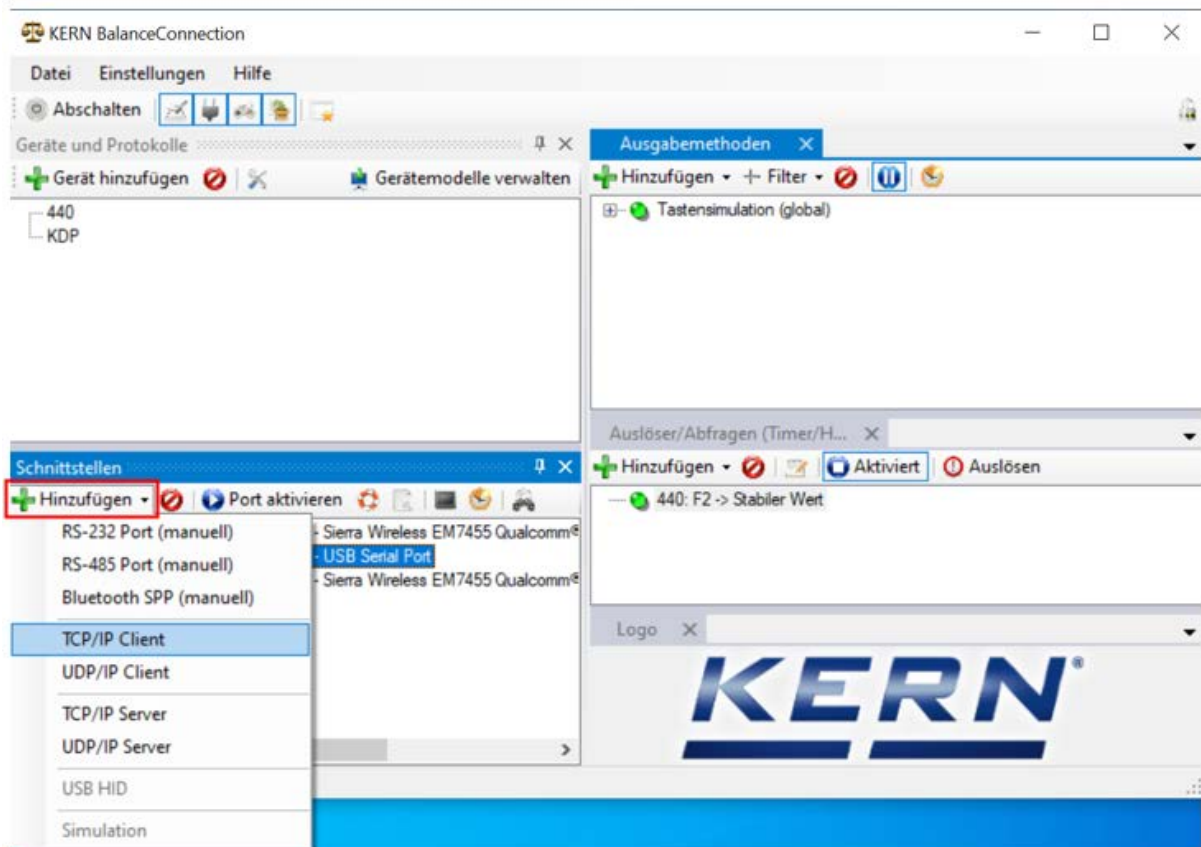 KERN BalanceConnection
Datei Einstellungen Hilfe
Abschalten
Geräte und Protokolle
Gerät hinzufügen Gerätemodelle verwalten
440
KDP
Ausgabemethoden
Hinzufügen Filter
Tastensimulation (global)
Auslöser/Abfragen (Timer/H...
Hinzufügen Aktiviert Auslösen
440: F2 -> Stabiler Wert
Schnittstellen
Hinzufügen Port aktivieren
- Sierra Wireless EM7455 Qualcomm®
- USB Serial Port
- Sierra Wireless EM7455 Qualcomm®
RS-232 Port (manuell)
RS-485 Port (manuell)
Bluetooth SPP (manuell)
TCP/IP Client
UDP/IP Client
TCP/IP Server
UDP/IP Server
USB HID
Simulation
Logo
KERN®